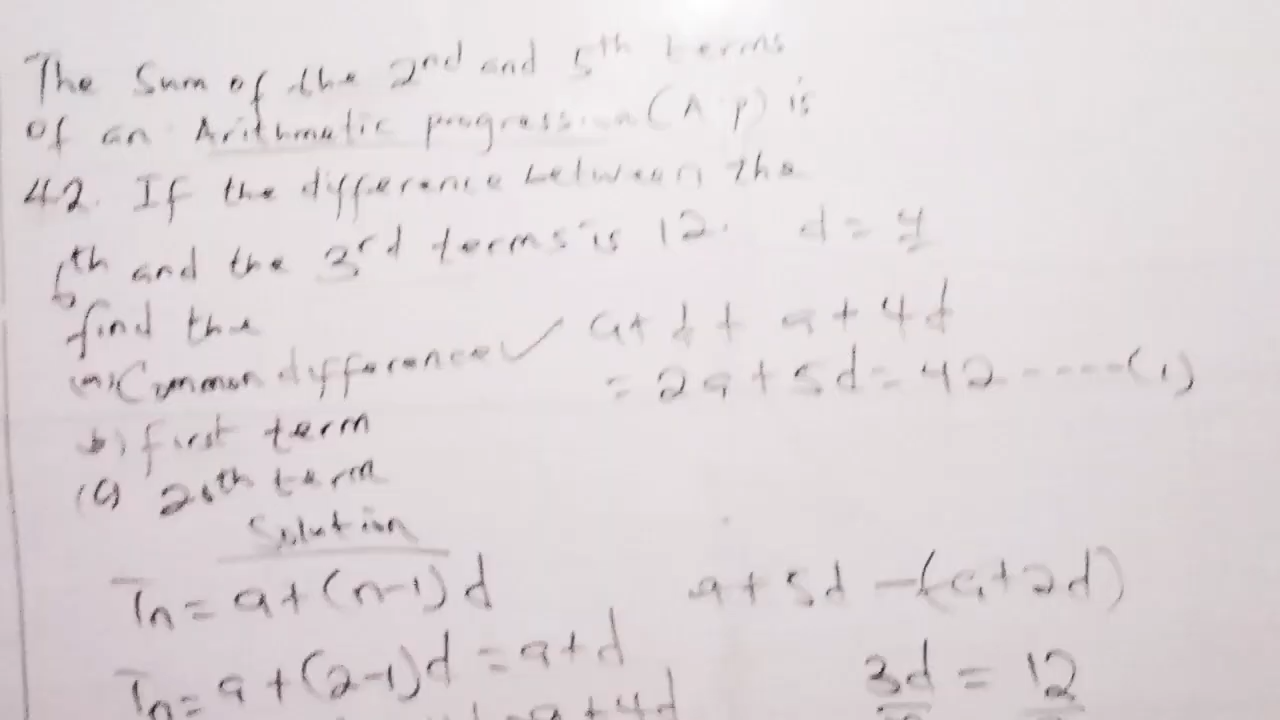 The Sum of the 2nd and 5th terms
of an Arithmatic progression (A.p) is
42. If the difference between the
6th and the 3rd terms is 12. d = 4
find the
(a) Common difference ✓ a + d + a + 4d
= 2a + 5d = 42 ----- (1)
b) first term
(c) 20th term
Solution
Tn = a + (n-1)d a + 5d - (a + 2d)
Tn = a + (2-1)d = a + d
3d = 12
a + 4d